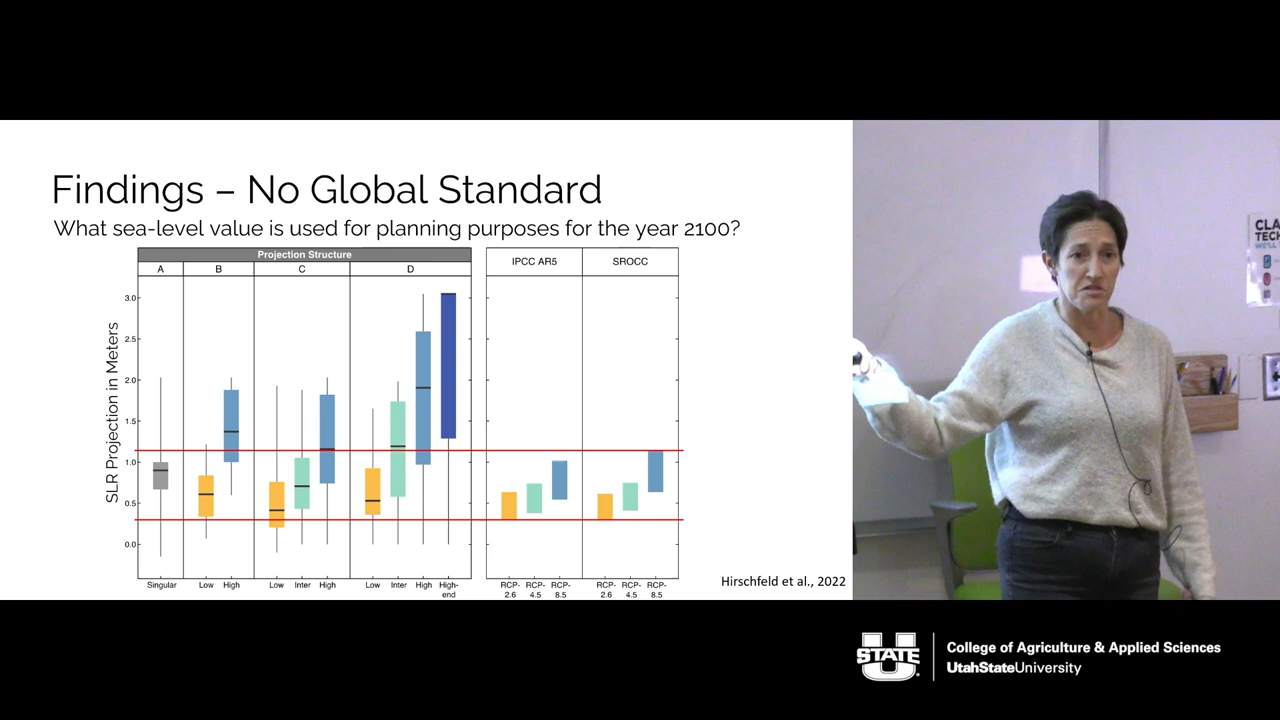 Findings – No Global Standard
What sea-level value is used for planning purposes for the year 2100?
Projection Structure
A B C D
IPCC AR5 SROCC
SLR Projection in Meters
3.0
2.5
2.0
1.5
1.0
0.5
0.0
Singular Low High Low Inter High Low Inter High High-end
RCP-2.6 RCP-4.5 RCP-8.5 RCP-2.6 RCP-4.5 RCP-8.5
Hirschfeld et al., 2022
CLA
TECH
WE'LL
U
STATE
College of Agriculture & Applied Sciences
UtahStateUniversity